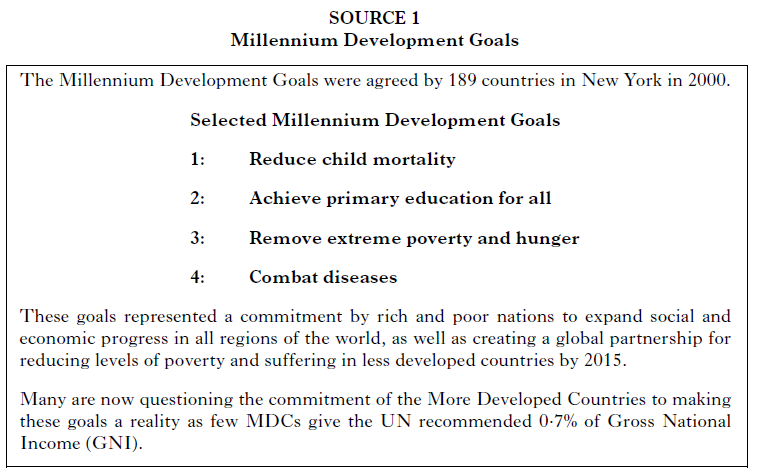 SOURCE 1
Millennium Development Goals
The Millennium Development Goals were agreed by 189 countries in New York in 2000.
Selected Millennium Development Goals
1: Reduce child mortality
2: Achieve primary education for all
3: Remove extreme poverty and hunger
4: Combat diseases
These goals represented a commitment by rich and poor nations to expand social and
economic progress in all regions of the world, as well as creating a global partnership for
reducing levels of poverty and suffering in less developed countries by 2015.
Many are now questioning the commitment of the More Developed Countries to making
these goals a reality as few MDCs give the UN recommended 0·7% of Gross National
Income (GNI).